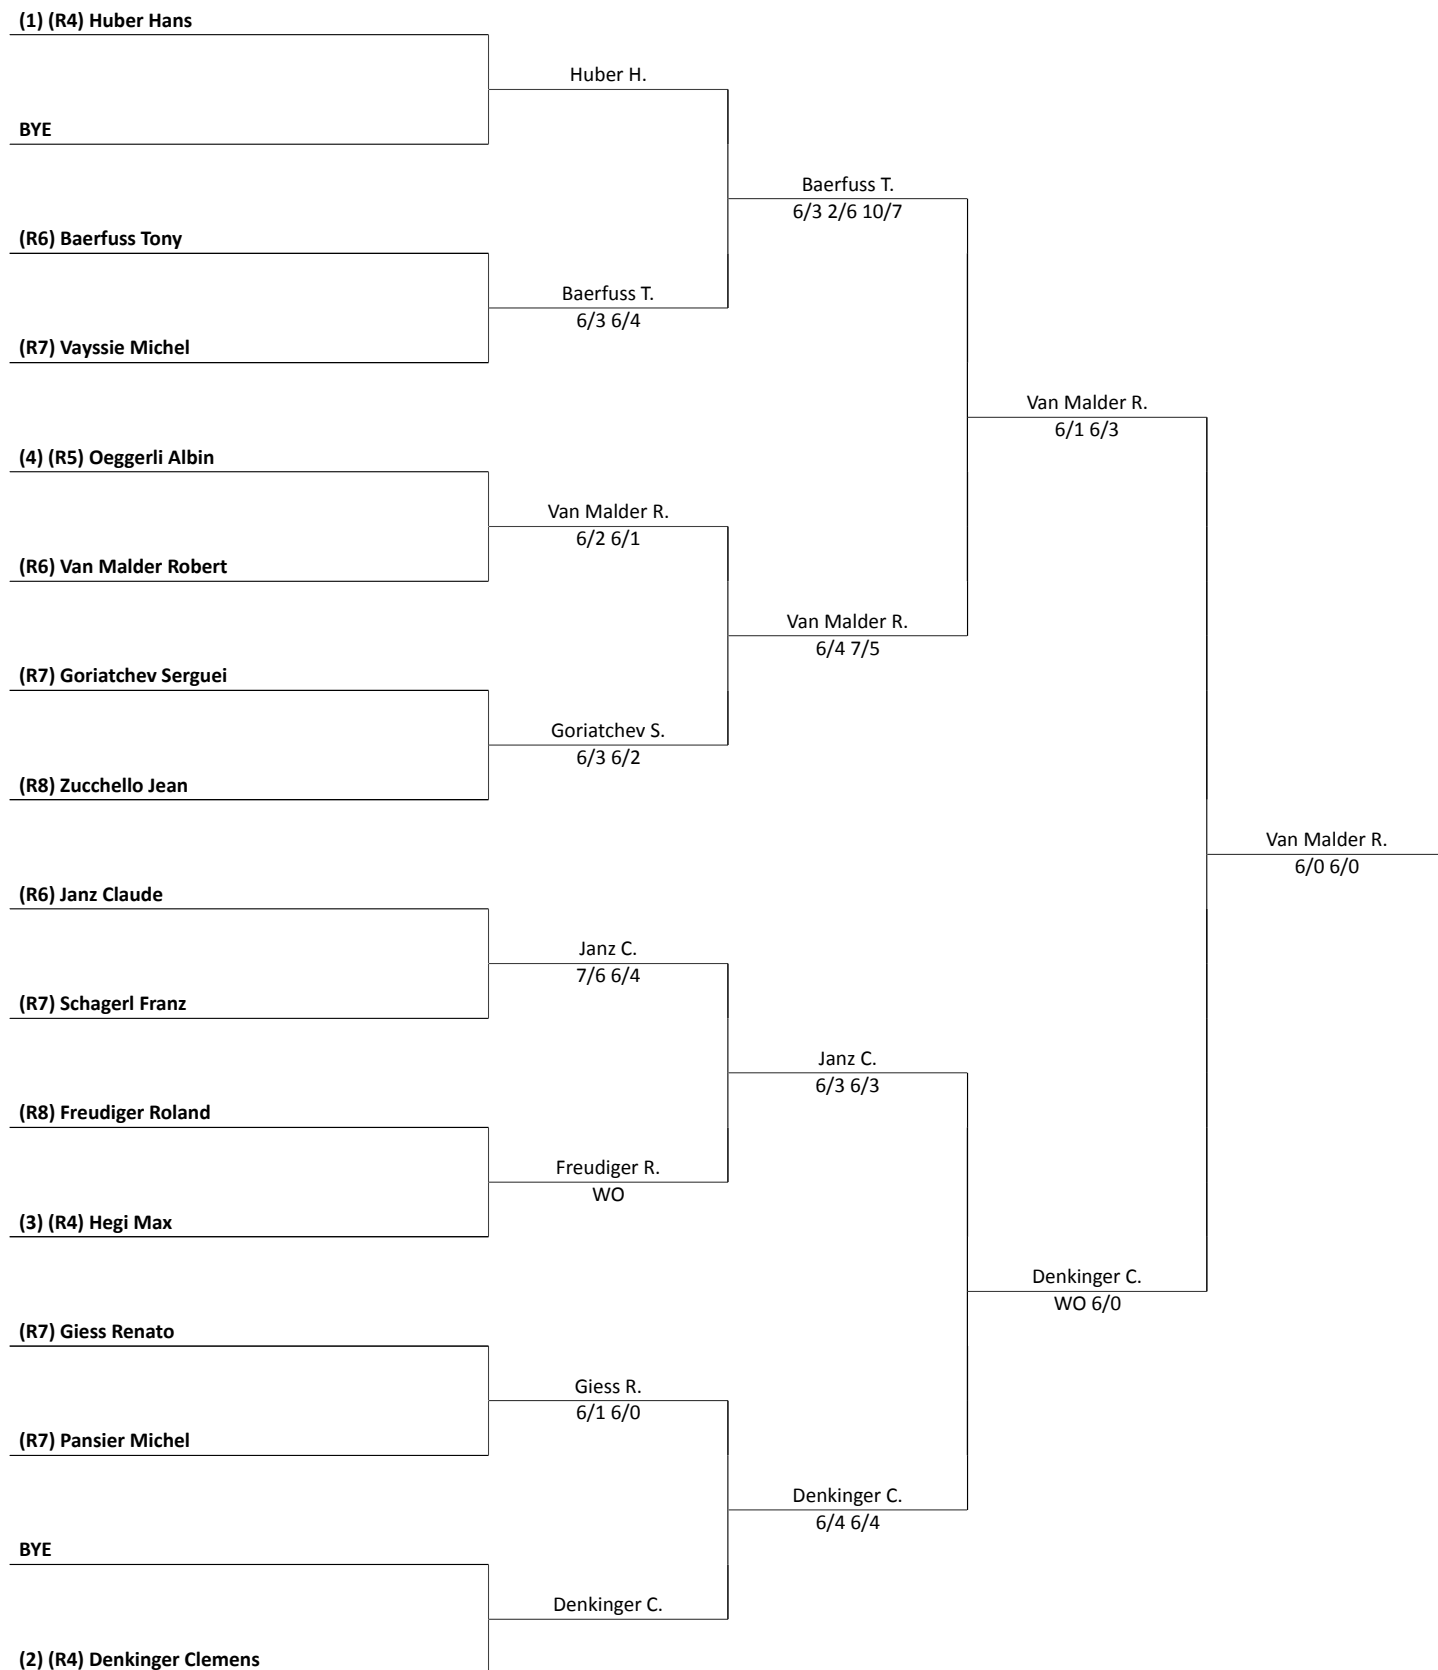 (1) (R4) Huber Hans
Huber H.
BYE
Baerfuss T.
6/3 2/6 10/7
(R6) Baerfuss Tony
Baerfuss T.
6/3 6/4
(R7) Vayssie Michel
Van Malder R.
6/1 6/3
(4) (R5) Oeggerli Albin
Van Malder R.
6/2 6/1
(R6) Van Malder Robert
Van Malder R.
6/4 7/5
(R7) Goriatchev Serguei
Goriatchev S.
6/3 6/2
(R8) Zucchello Jean
Van Malder R.
6/0 6/0
(R6) Janz Claude
Janz C.
7/6 6/4
(R7) Schagerl Franz
Janz C.
6/3 6/3
(R8) Freudiger Roland
Freudiger R.
WO
(3) (R4) Hegi Max
Denkinger C.
WO 6/0
(R7) Giess Renato
Giess R.
6/1 6/0
(R7) Pansier Michel
Denkinger C.
6/4 6/4
BYE
Denkinger C.
(2) (R4) Denkinger Clemens